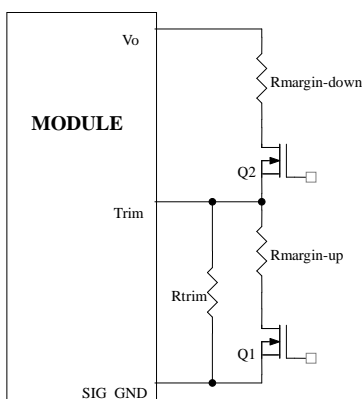 Vo
Rmargin-down
MODULE
Q2
Trim
Rmargin-up
Rtrim
Q1
SIG_GND